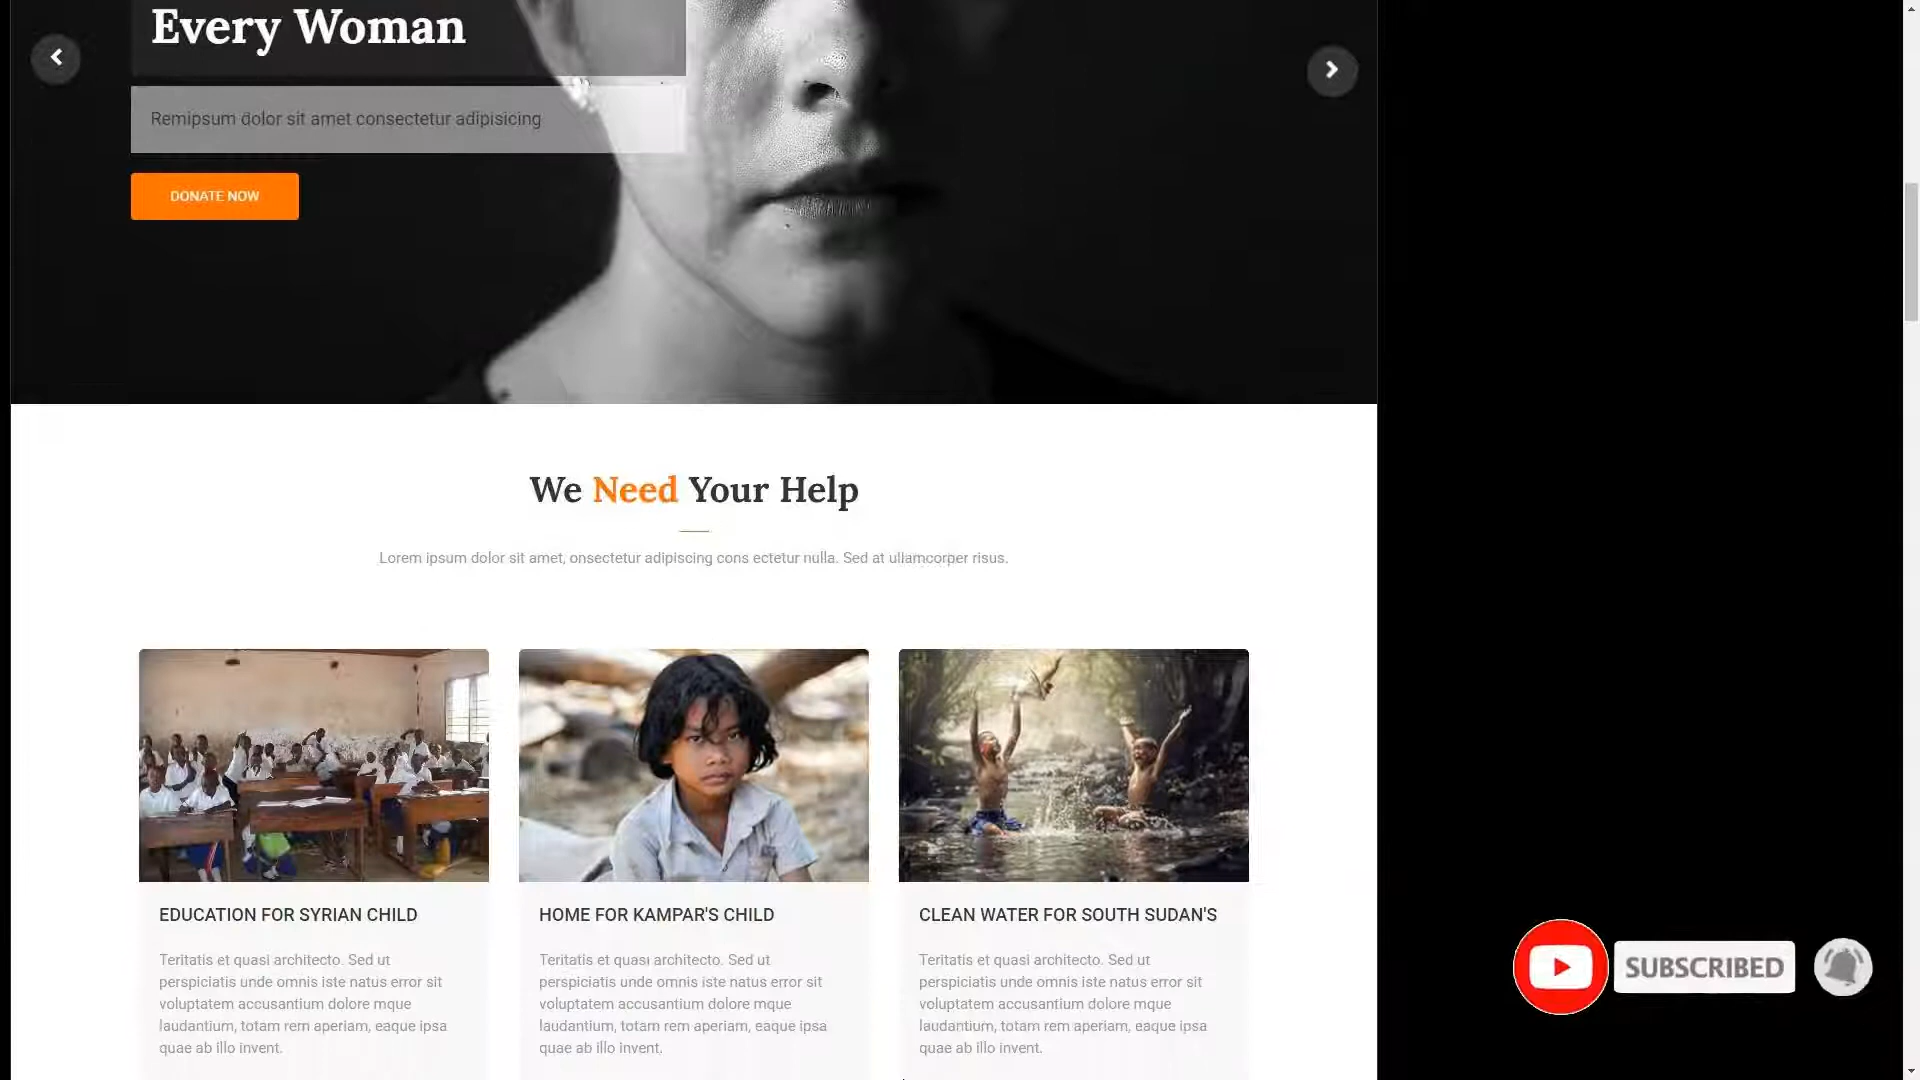 Every Woman
Remipsum dolor sit amet consectetur adipisicing
DONATE NOW
We Need Your Help
Lorem ipsum dolor sit amet, onsectetur adipiscing cons ectetur nulla. Sed at ullamcorper risus.
EDUCATION FOR SYRIAN CHILD
Teritatis et quasi architecto. Sed ut
perspiciatis unde omnis iste natus error sit
voluptatem accusantium dolore mque
laudantium, totam rem aperiam, eaque ipsa
quae ab illo invent.
HOME FOR KAMPAR'S CHILD
Teritatis et quasi architecto. Sed ut
perspiciatis unde omnis iste natus error sit
voluptatem accusantium dolore mque
laudantium, totam rem aperiam, eaque ipsa
quae ab illo invent.
CLEAN WATER FOR SOUTH SUDAN'S
Teritatis et quasi architecto. Sed ut
perspiciatis unde omnis iste natus error sit
voluptatem accusantium dolore mque
laudantium, totam rem aperiam, eaque ipsa
quae ab illo invent.
SUBSCRIBED